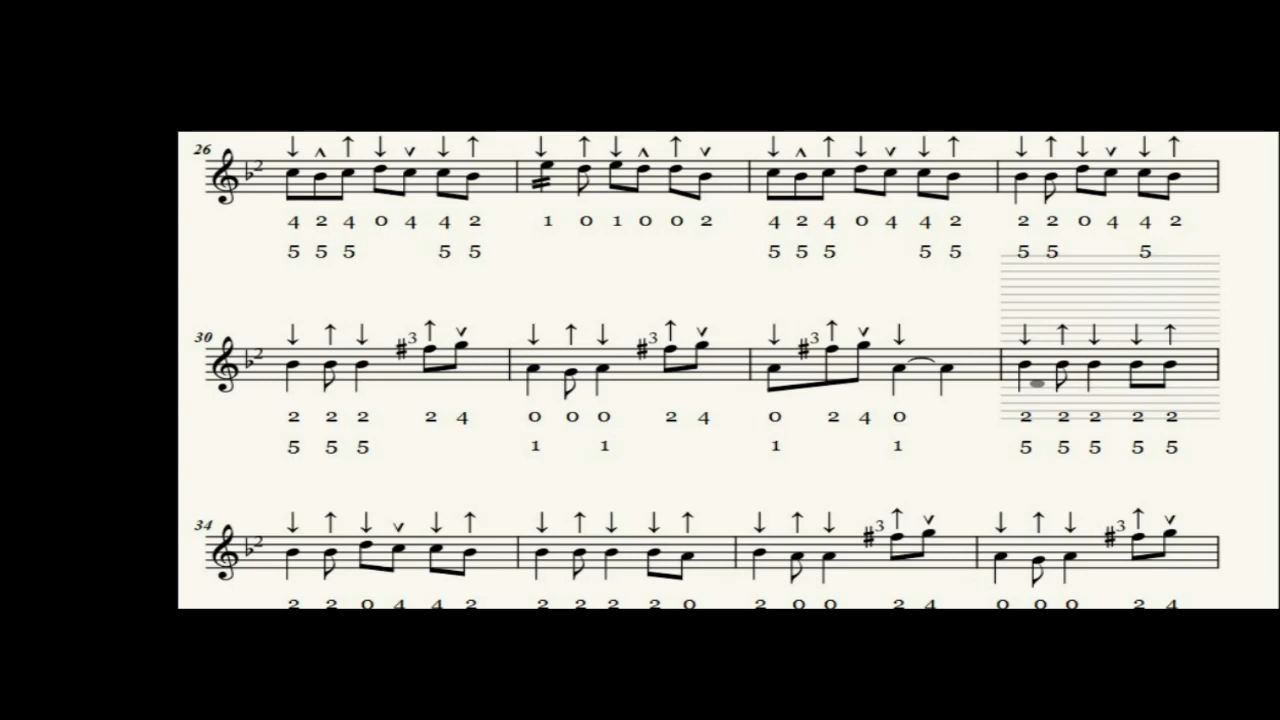 26 ↓ ʌ ↑ ↓ v ↓ ↑ ↓ ↑ ↓ ʌ ↑ v ↓ ʌ ↑ ↓ v ↓ ↑ ↓ ↑ ↓ v ↓ ↑
♭2
4 2 4 0 4 4 2 1 0 1 0 0 2 4 2 4 0 4 4 2 2 2 0 4 4 2
5 5 5 5 5 5 5 5 5 5 5 5 5
30 ↓ ↑ ↓ ♯3 ↑ v ↓ ↑ ↓ ♯3 ↑ v ↓ ♯3 ↑ v ↓ ↓ ↑ ↓ ↓ ↑
♭2
2 2 2 2 4 0 0 0 2 4 0 2 4 0 2 2 2 2 2
5 5 5 1 1 1 1 5 5 5 5 5
34 ↓ ↑ ↓ v ↓ ↑ ↓ ↑ ↓ ↓ ↑ ↓ ↑ ↓ ♯3 ↑ v ↓ ↑ ↓ ♯3 ↑ v
♭2
2 2 0 4 4 2 2 2 2 2 0 2 0 0 2 4 0 0 0 2 4